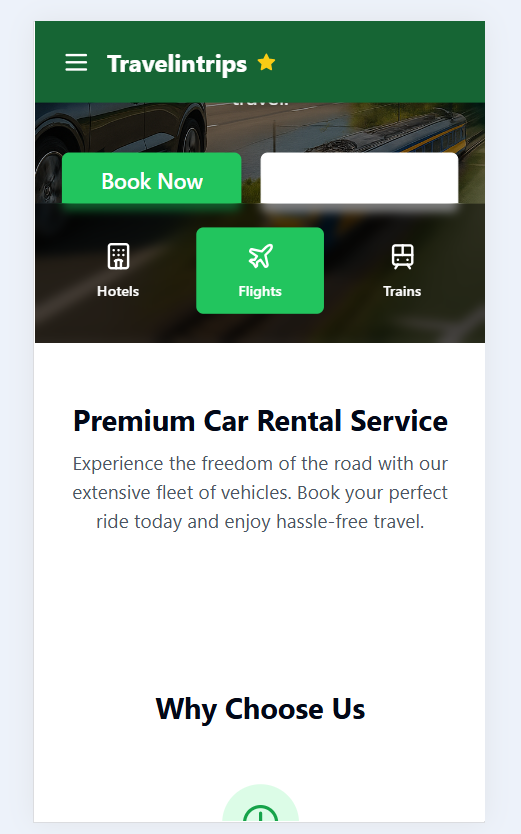 Travelintrips
travel.
Book Now
Hotels
Flights
Trains
Premium Car Rental Service
Experience the freedom of the road with our
extensive fleet of vehicles. Book your perfect
ride today and enjoy hassle-free travel.
Why Choose Us